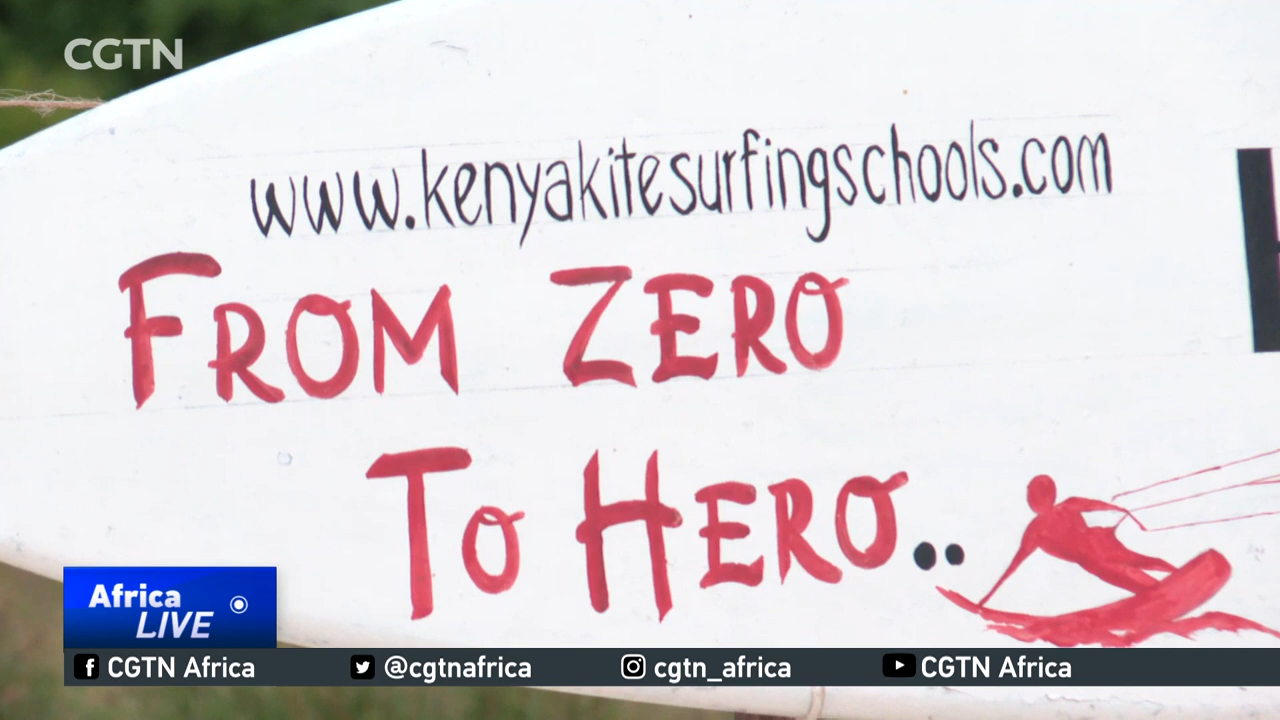 CGTN
www.kenyakitesurfingschools.com
FROM ZERO
TO HERO..
Africa
LIVE
CGTN Africa
@cgtnafrica
cgtn_africa
CGTN Africa